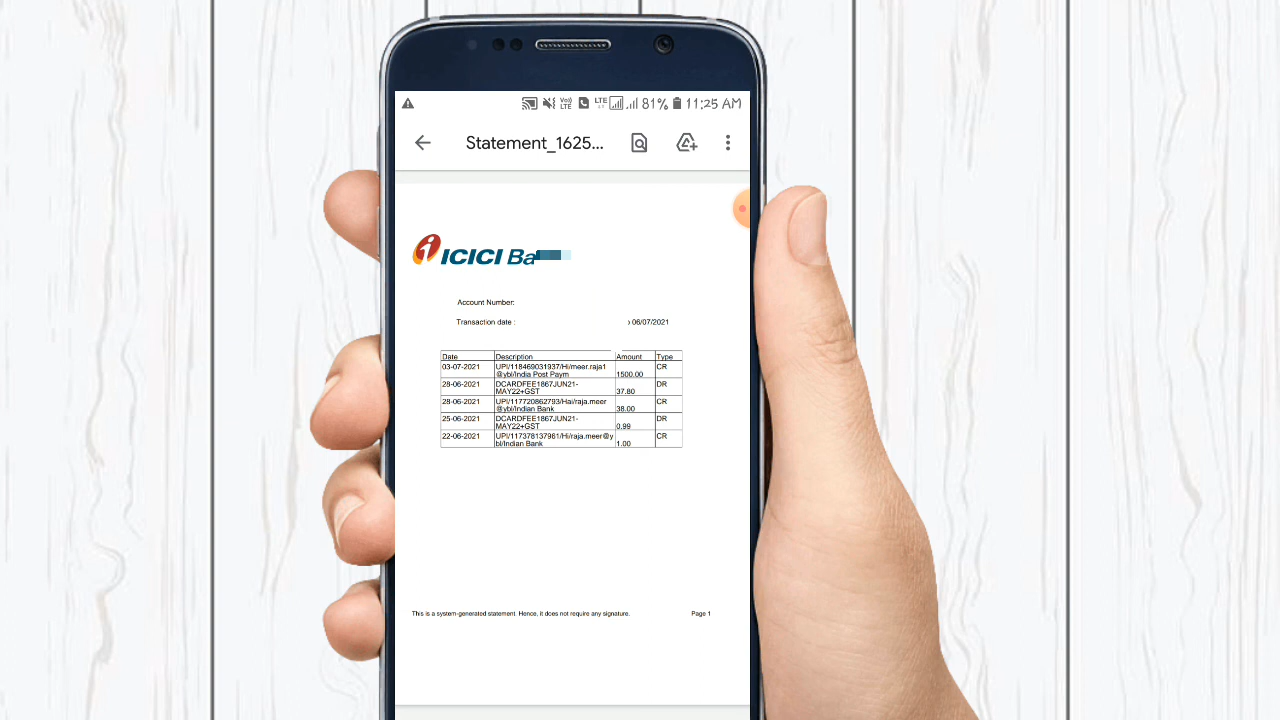 VoLTE LTE 81% 11:25 AM
Statement_1625...
ICICI Ba
Account Number:
Transaction date : 06/07/2021
Date Description Amount Type
03-07-2021 UPI/118469031937/Hi/meer.raja1
@ybl/India Post Paym 1500.00 CR
28-06-2021 DCARDFEE1867JUN21-
MAY22+GST 37.80 DR
28-06-2021 UPI/117720862793/Hai/raja.meer
@ybl/Indian Bank 38.00 CR
25-06-2021 DCARDFEE1867JUN21-
MAY22+GST 0.99 DR
22-06-2021 UPI/117378137961/Hi/raja.meer@y
bl/Indian Bank 1.00 CR
This is a system-generated statement. Hence, it does not require any signature. Page 1